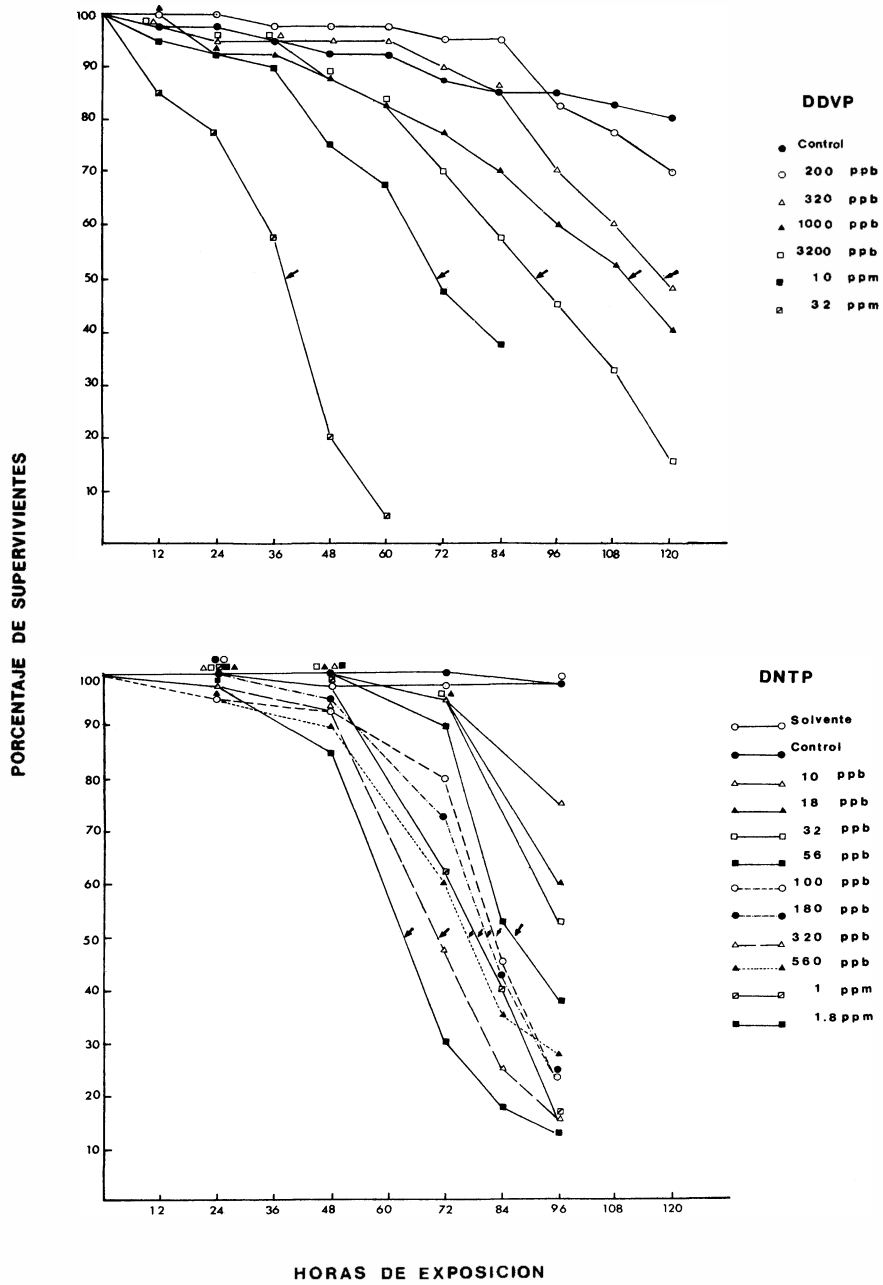 100
90
80
70
60
50
40
30
20
10
12 24 36 48 60 72 84 96 108 120
DDVP
Control
200 ppb
320 ppb
1000 ppb
3200 ppb
10 ppm
32 ppm
PORCENTAJE DE SUPERVIVIENTES
100
90
80
70
60
50
40
30
20
10
12 24 36 48 60 72 84 96 108 120
DNTP
Solvente
Control
10 ppb
18 ppb
32 ppb
56 ppb
100 ppb
180 ppb
320 ppb
560 ppb
1 ppm
1.8 ppm
HORAS DE EXPOSICION